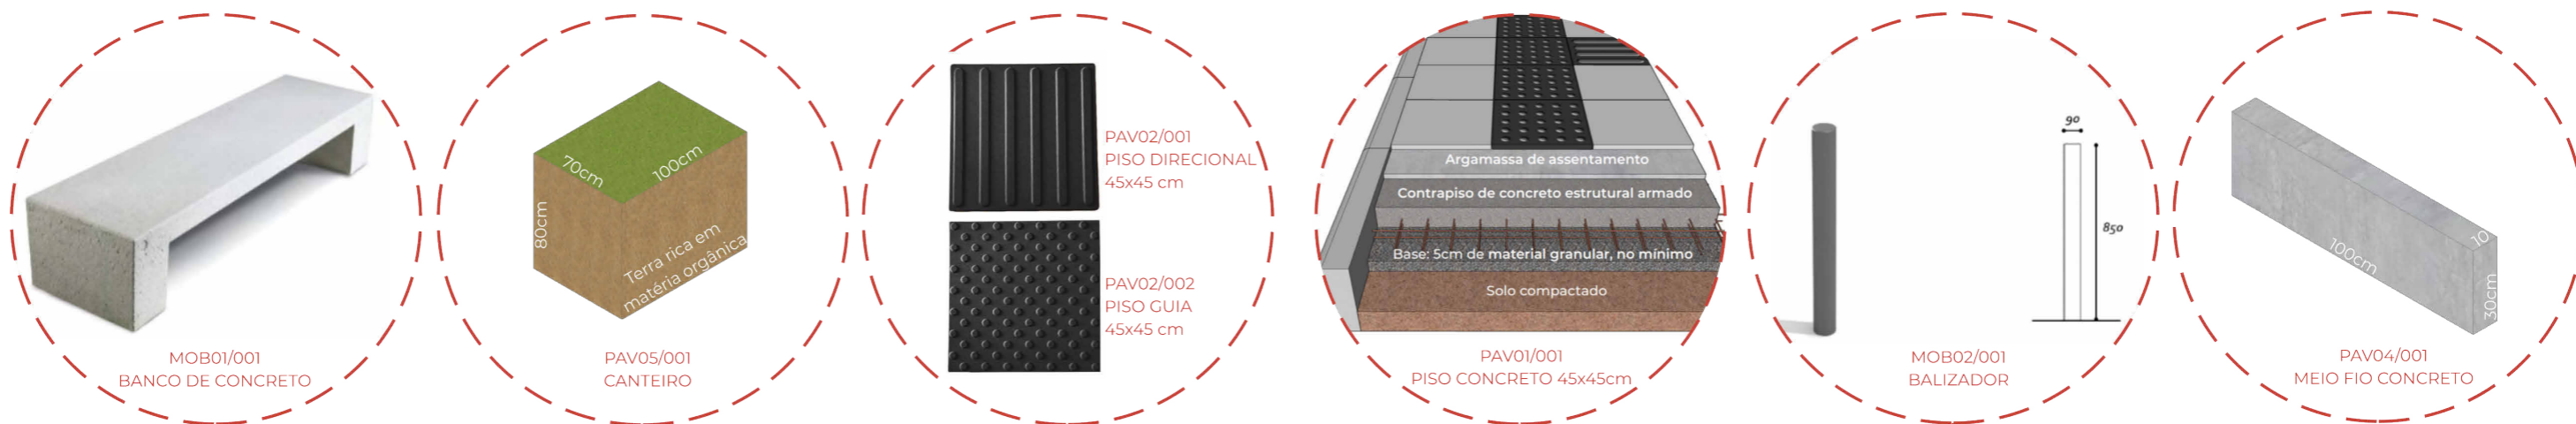 MOB01/001
BANCO DE CONCRETO
70cm
100cm
80cm
Terra rica em
matéria orgânica
PAV05/001
CANTEIRO
PAV02/001
PISO DIRECIONAL
45x45 cm
PAV02/002
PISO GUIA
45x45 cm
Argamassa de assentamento
Contrapiso de concreto estrutural armado
Base: 5cm de material granular, no mínimo
Solo compactado
PAV01/001
PISO CONCRETO 45x45cm
90
850
MOB02/001
BALIZADOR
10
100cm
30cm
PAV04/001
MEIO FIO CONCRETO